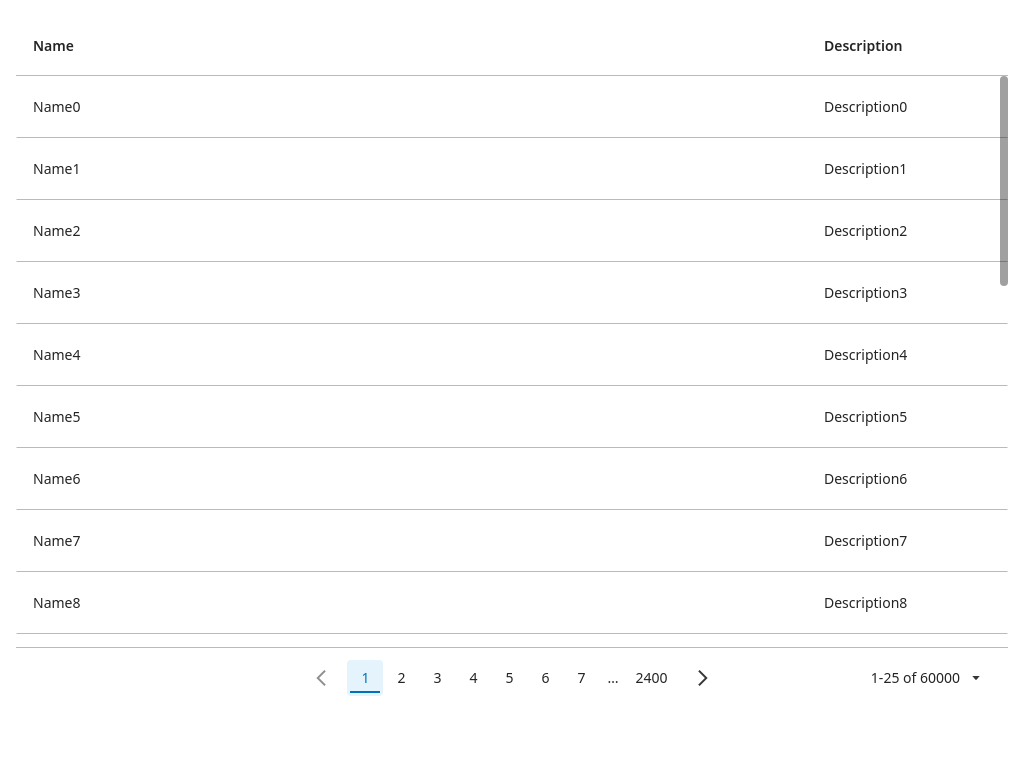 Name Description
Name0 Description0
Name1 Description1
Name2 Description2
Name3 Description3
Name4 Description4
Name5 Description5
Name6 Description6
Name7 Description7
Name8 Description8
1 2 3 4 5 6 7 ... 2400 1-25 of 60000